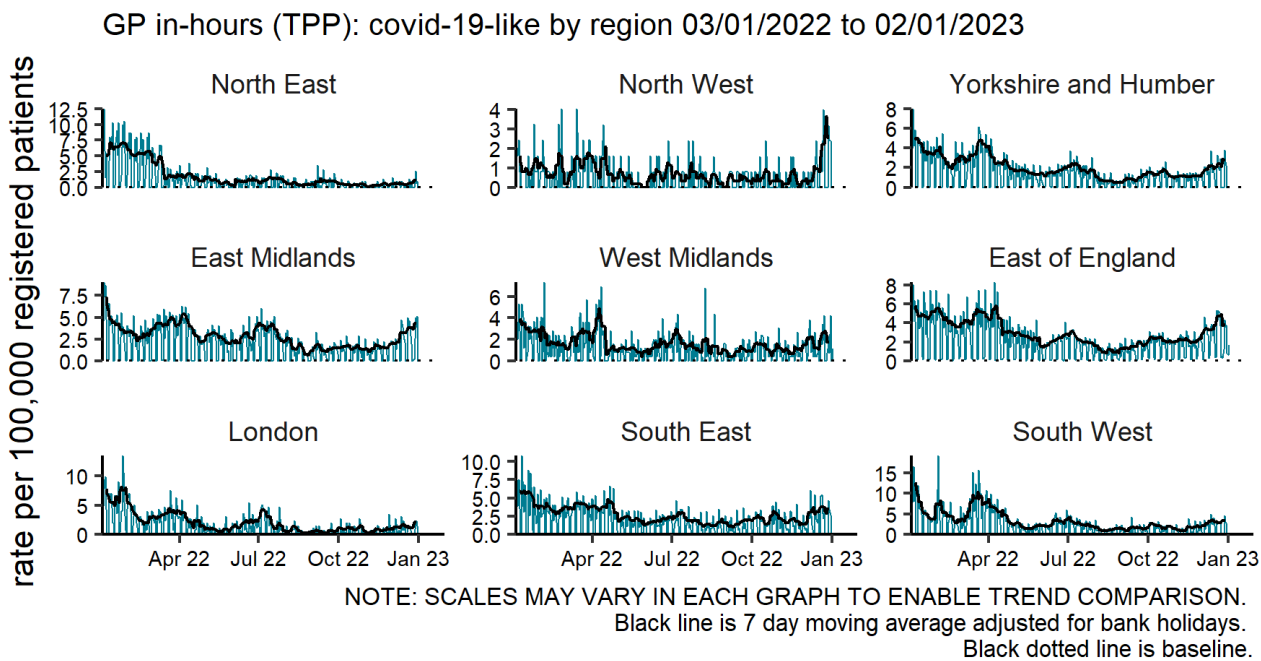 GP in-hours (TPP): covid-19-like by region 03/01/2022 to 02/01/2023
rate per 100,000 registered patients
North East
12.5
10.0
7.5
5.0
2.5
0.0
North West
4
3
2
1
0
Yorkshire and Humber
8
6
4
2
0
East Midlands
7.5
5.0
2.5
0.0
West Midlands
6
4
2
0
East of England
8
6
4
2
0
London
10
5
0
Apr 22 Jul 22 Oct 22 Jan 23
South East
10.0
7.5
5.0
2.5
0.0
Apr 22 Jul 22 Oct 22 Jan 23
South West
15
10
5
0
Apr 22 Jul 22 Oct 22 Jan 23
NOTE: SCALES MAY VARY IN EACH GRAPH TO ENABLE TREND COMPARISON.
Black line is 7 day moving average adjusted for bank holidays.
Black dotted line is baseline.